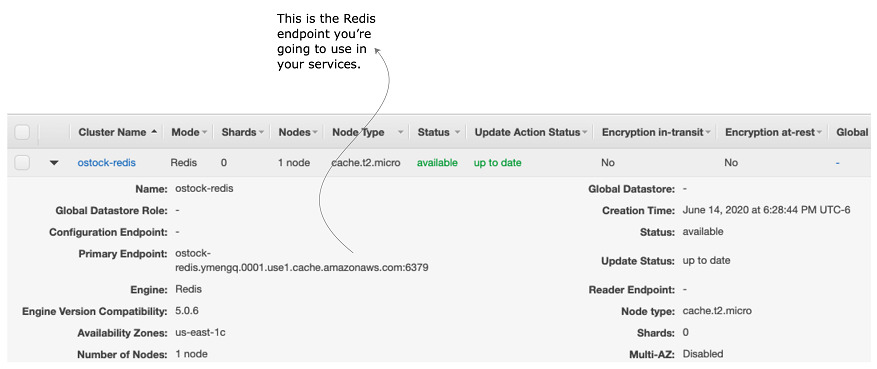 This is the Redis
endpoint you're
going to use in
your services.
Cluster Name Mode Shards Nodes Node Type Status Update Action Status Encryption in-transit Encryption at-rest Global
ostock-redis Redis 0 1 node cache.t2.micro available up to date No No -
Name: ostock-redis Global Datastore: -
Global Datastore Role: - Creation Time: June 14, 2020 at 6:28:44 PM UTC-6
Configuration Endpoint: - Status: available
Primary Endpoint: ostock-
redis.ymengq.0001.use1.cache.amazonaws.com:6379 Update Status: up to date
Engine: Redis Reader Endpoint: -
Engine Version Compatibility: 5.0.6 Node type: cache.t2.micro
Availability Zones: us-east-1c Shards: 0
Number of Nodes: 1 node Multi-AZ: Disabled